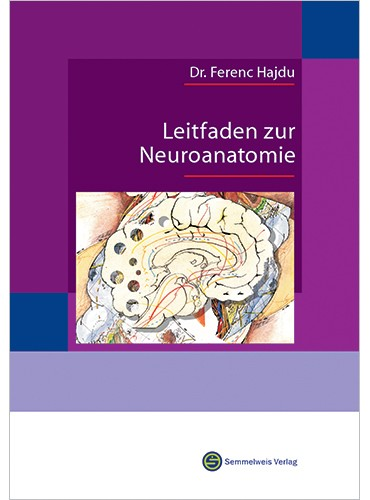 Dr. Ferenc Hajdu
Leitfaden zur
Neuroanatomie
Semmelweis Verlag